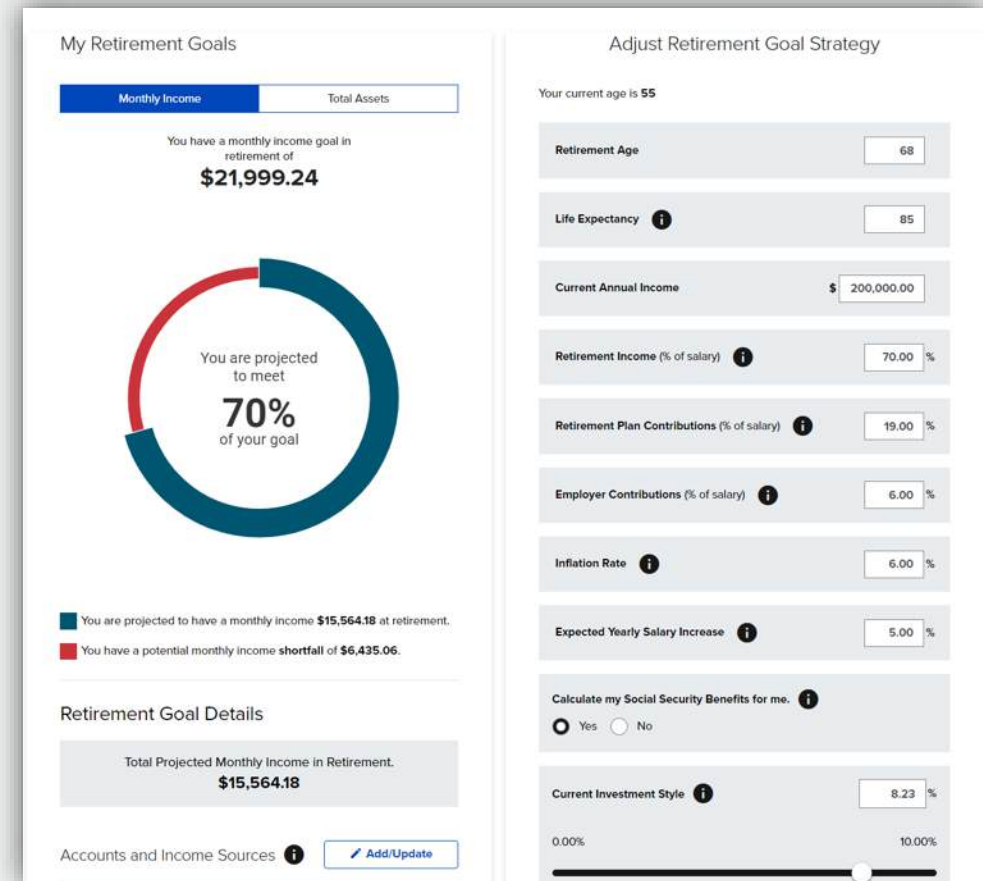 My Retirement Goals
Monthly Income
Total Assets
You have a monthly income goal in
retirement of
$21,999.24
You are projected
to meet
70%
of your goal
You are projected to have a monthly income $15,564.18 at retirement.
You have a potential monthly income shortfall of $6,435.06.
Retirement Goal Details
Total Projected Monthly Income in Retirement.
$15,564.18
Accounts and Income Sources i
Add/Update
Adjust Retirement Goal Strategy
Your current age is 55
Retirement Age 68
Life Expectancy i 85
Current Annual Income $ 200,000.00
Retirement Income (% of salary) i 70.00 %
Retirement Plan Contributions (% of salary) i 19.00 %
Employer Contributions (% of salary) i 6.00 %
Inflation Rate i 6.00 %
Expected Yearly Salary Increase i 5.00 %
Calculate my Social Security Benefits for me. i
Yes No
Current Investment Style i 8.23 %
0.00% 10.00%